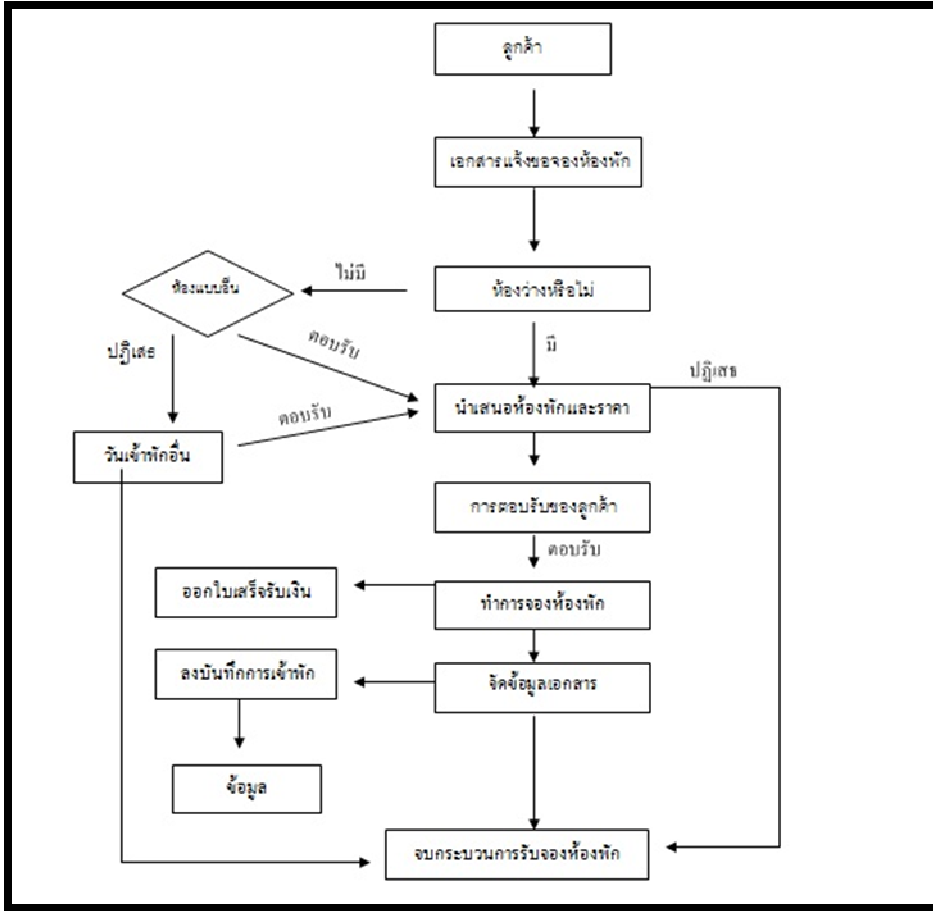 ลูกค้า
เอกสารแจ้งขอจองห้องพัก
ห้องแบบอื่น
ไม่มี
ห้องว่างหรือไม่
ปฏิเสธ
ตอบรับ
มี
ปฏิเสธ
ตอบรับ
นำเสนอห้องพักและราคา
วันเข้าพักอื่น
การตอบรับของลูกค้า
ตอบรับ
ออกใบเสร็จรับเงิน
ทำการจองห้องพัก
ลงบันทึกการเข้าพัก
จัดข้อมูลเอกสาร
ข้อมูล
จบกระบวนการรับจองห้องพัก